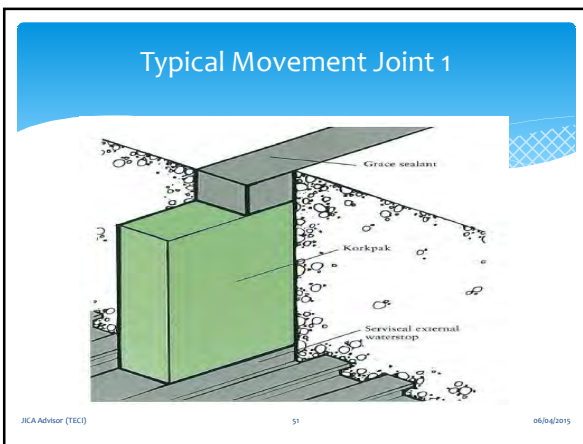 Typical Movement Joint 1
Grace sealant
Korkpak
Serviseal external
waterstop
JICA Advisor (TECI)
51
06/04/2015